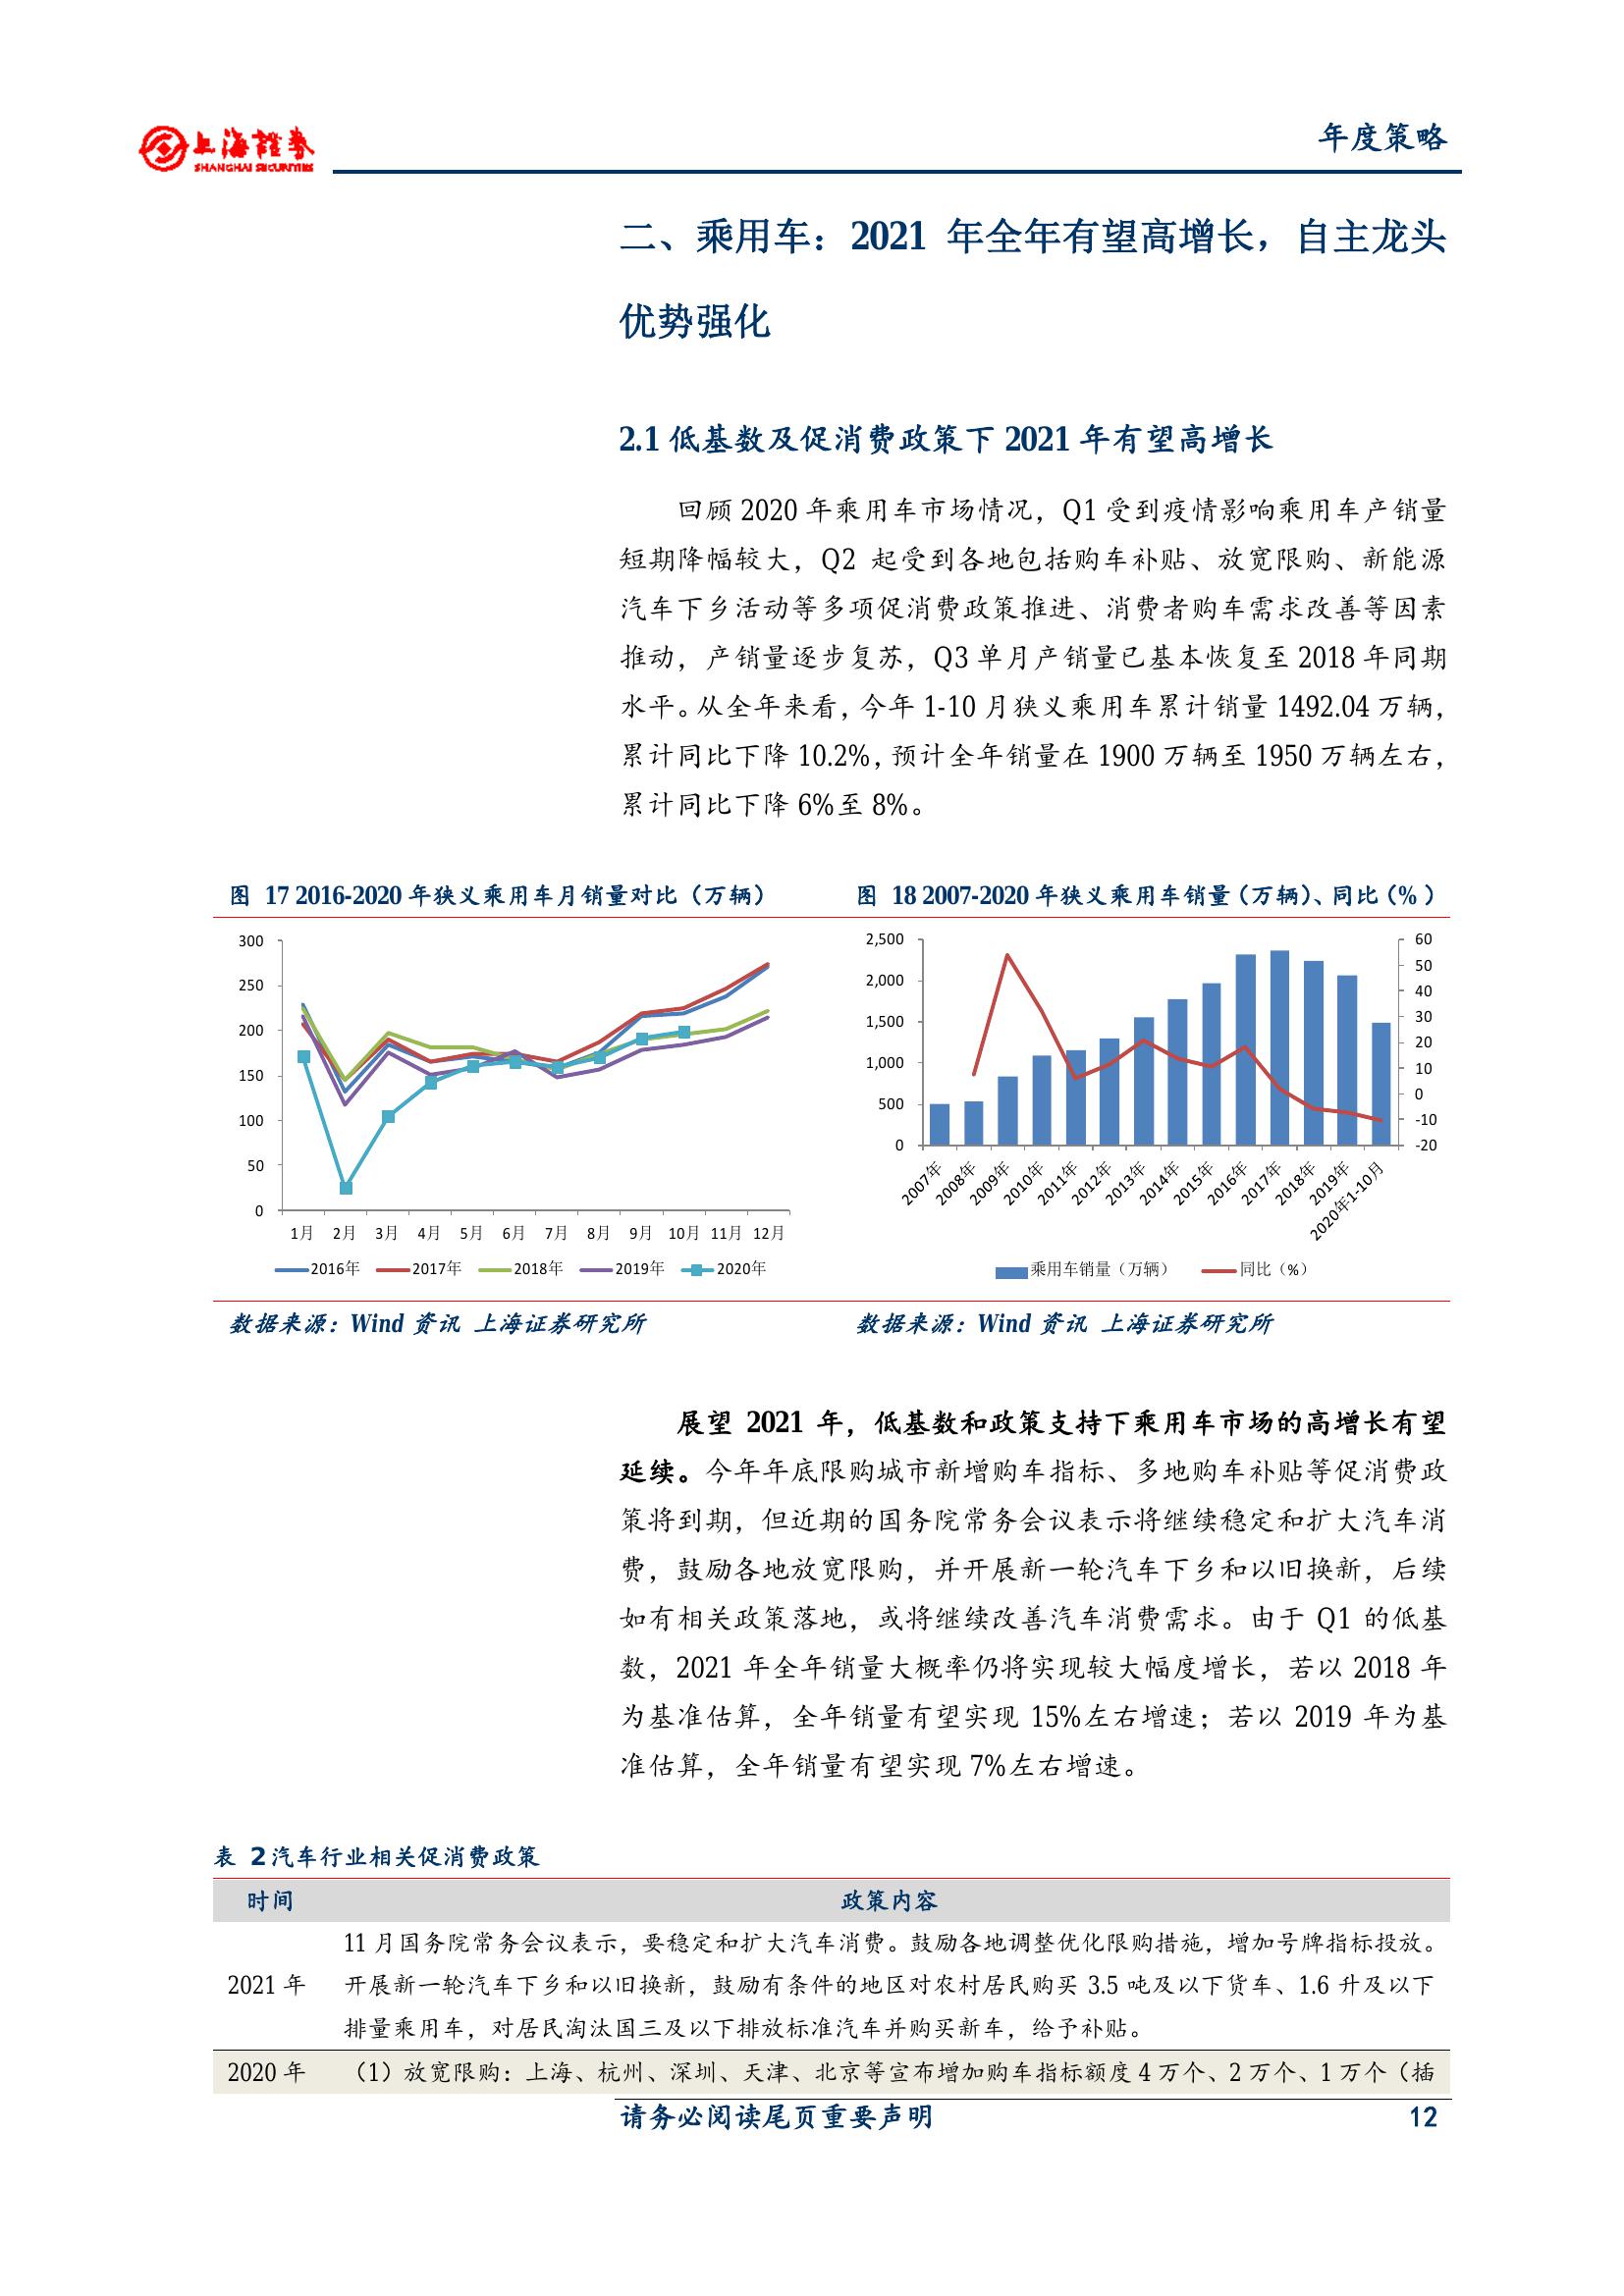 上海證券
SHANGHAI SECURITIES
年度策略
二、乘用车：2021 年全年有望高增长，自主龙头
优势强化
2.1 低基数及促消费政策下 2021 年有望高增长
回顾 2020 年乘用车市场情况，Q1 受到疫情影响乘用车产销量
短期降幅较大，Q2 起受到各地包括购车补贴、放宽限购、新能源
汽车下乡活动等多项促消费政策推进、消费者购车需求改善等因素
推动，产销量逐步复苏，Q3 单月产销量已基本恢复至 2018 年同期
水平。从全年来看，今年 1-10 月狭义乘用车累计销量 1492.04 万辆，
累计同比下降 10.2%，预计全年销量在 1900 万辆至 1950 万辆左右，
累计同比下降 6%至 8%。
图 17 2016-2020 年狭义乘用车月销量对比（万辆）
300
250
200
150
100
50
0
1月 2月 3月 4月 5月 6月 7月 8月 9月 10月 11月 12月
2016年 2017年 2018年 2019年 2020年
数据来源：Wind 资讯 上海证券研究所
图 18 2007-2020 年狭义乘用车销量（万辆）、同比（%）
2,500
2,000
1,500
1,000
500
0
60
50
40
30
20
10
0
-10
-20
2007年 2008年 2009年 2010年 2011年 2012年 2013年 2014年 2015年 2016年 2017年 2018年 2019年 2020年1-10月
乘用车销量（万辆） 同比（%）
数据来源：Wind 资讯 上海证券研究所
展望 2021 年，低基数和政策支持下乘用车市场的高增长有望
延续。今年年底限购城市新增购车指标、多地购车补贴等促消费政
策将到期，但近期的国务院常务会议表示将继续稳定和扩大汽车消
费，鼓励各地放宽限购，并开展新一轮汽车下乡和以旧换新，后续
如有相关政策落地，或将继续改善汽车消费需求。由于 Q1 的低基
数，2021 年全年销量大概率仍将实现较大幅度增长，若以 2018 年
为基准估算，全年销量有望实现 15%左右增速；若以 2019 年为基
准估算，全年销量有望实现 7%左右增速。
表 2 汽车行业相关促消费政策
时间 政策内容
11 月国务院常务会议表示，要稳定和扩大汽车消费。鼓励各地调整优化限购措施，增加号牌指标投放。
2021 年 开展新一轮汽车下乡和以旧换新，鼓励有条件的地区对农村居民购买 3.5 吨及以下货车、1.6 升及以下
排量乘用车，对居民淘汰国三及以下排放标准汽车并购买新车，给予补贴。
2020 年 （1）放宽限购：上海、杭州、深圳、天津、北京等宣布增加购车指标额度 4 万个、2 万个、1 万个（插
请务必阅读尾页重要声明 12